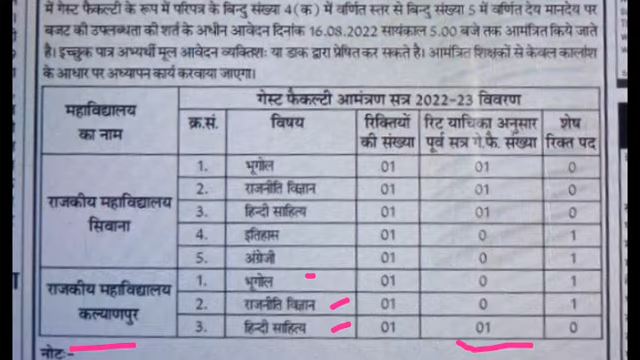 में गेस्ट फैकल्टी के रूप में परिपत्र के बिन्दु संख्या 4 (क) में वर्णित स्तर से बिन्दु संख्या 5 में वर्णित देय मानदेय पर
बजट की उपलब्धता की शर्त के अधीन आवेदन दिनांक 16.08.2022 सायंकाल 5.00 बजे तक आमंत्रित किये जाते
है। इच्छुक पात्र अभ्यर्थी मूल आवेदन व्यक्तिशः या डाक द्वारा प्रेषित कर सकते है। आमंत्रित शिक्षकों से केवल कालांश
के आधार पर अध्यापन कार्य करवाया जाएगा।
महाविद्यालय का नाम गेस्ट फैकल्टी आमंत्रण सत्र 2022-23 विवरण
क्र.सं. विषय रिक्तियों की संख्या रिट याचिका अनुसार पूर्व सत्र गे.फै. संख्या शेष रिक्त पद
राजकीय महाविद्यालय सिवाना 1. भूगोल 01 01 0
2. राजनीति विज्ञान 01 01 0
3. हिन्दी साहित्य 01 01 0
4. इतिहास 01 0 1
5. अंग्रेजी 01 0 1
राजकीय महाविद्यालय कल्याणपुर 1. भूगोल 01 0 1
2. राजनीति विज्ञान 01 0 1
3. हिन्दी साहित्य 01 01 0
नोट:-